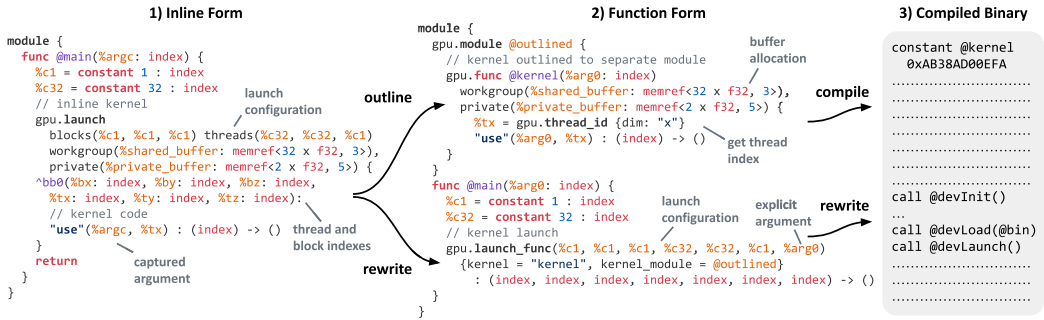 1) Inline Form
module {
func @main(%argc: index) {
%c1 = constant 1 : index
%c32 = constant 32 : index
// inline kernel
gpu.launch
blocks(%c1, %c1, %c1) threads(%c32, %c32, %c1)
workgroup(%shared_buffer: memref<32 x f32, 3>),
private(%private_buffer: memref<2 x f32, 5>) {
^bb0(%bx: index, %by: index, %bz: index,
%tx: index, %ty: index, %tz: index):
// kernel code
"use"(%argc, %tx) : (index) -> ()
}
return
}
}
launch
configuration
thread and
block indexes
captured
argument
outline
rewrite
2) Function Form
module {
gpu.module @outlined {
// kernel outlined to separate module
gpu.func @kernel(%arg0: index)
workgroup(%shared_buffer: memref<32 x f32, 3>),
private(%private_buffer: memref<2 x f32, 5>) {
%tx = gpu.thread_id {dim: "x"}
"use"(%arg0, %tx) : (index) -> ()
}
}
func @main(%arg0: index) {
%c1 = constant 1 : index
%c32 = constant 32 : index
// kernel launch
gpu.launch_func(%c1, %c1, %c1, %c32, %c32, %c1, %arg0)
{kernel = "kernel", kernel_module = @outlined}
: (index, index, index, index, index, index, index) -> ()
}
}
buffer
allocation
get thread
index
launch
configuration
explicit
argument
compile
rewrite
3) Compiled Binary
constant @kernel
0xAB38AD00EFA
...............................
...............................
...............................
...............................
...............................
...............................
...............................
call @devInit()
...
call @devLoad(@bin)
call @devLaunch()
...............................
...............................
...............................